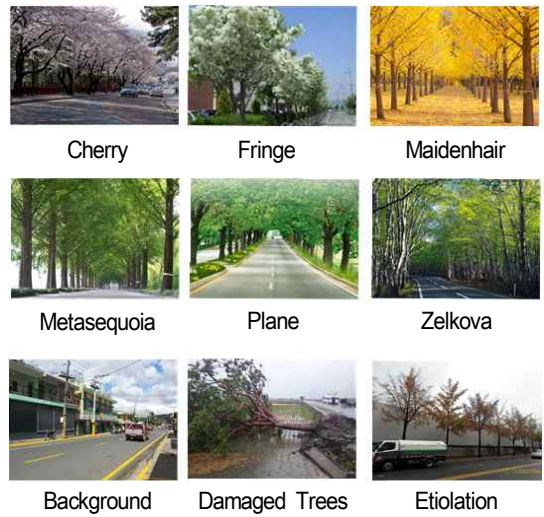 Cherry Fringe Maidenhair
Metasequoia Plane Zelkova
Background Damaged Trees Etiolation